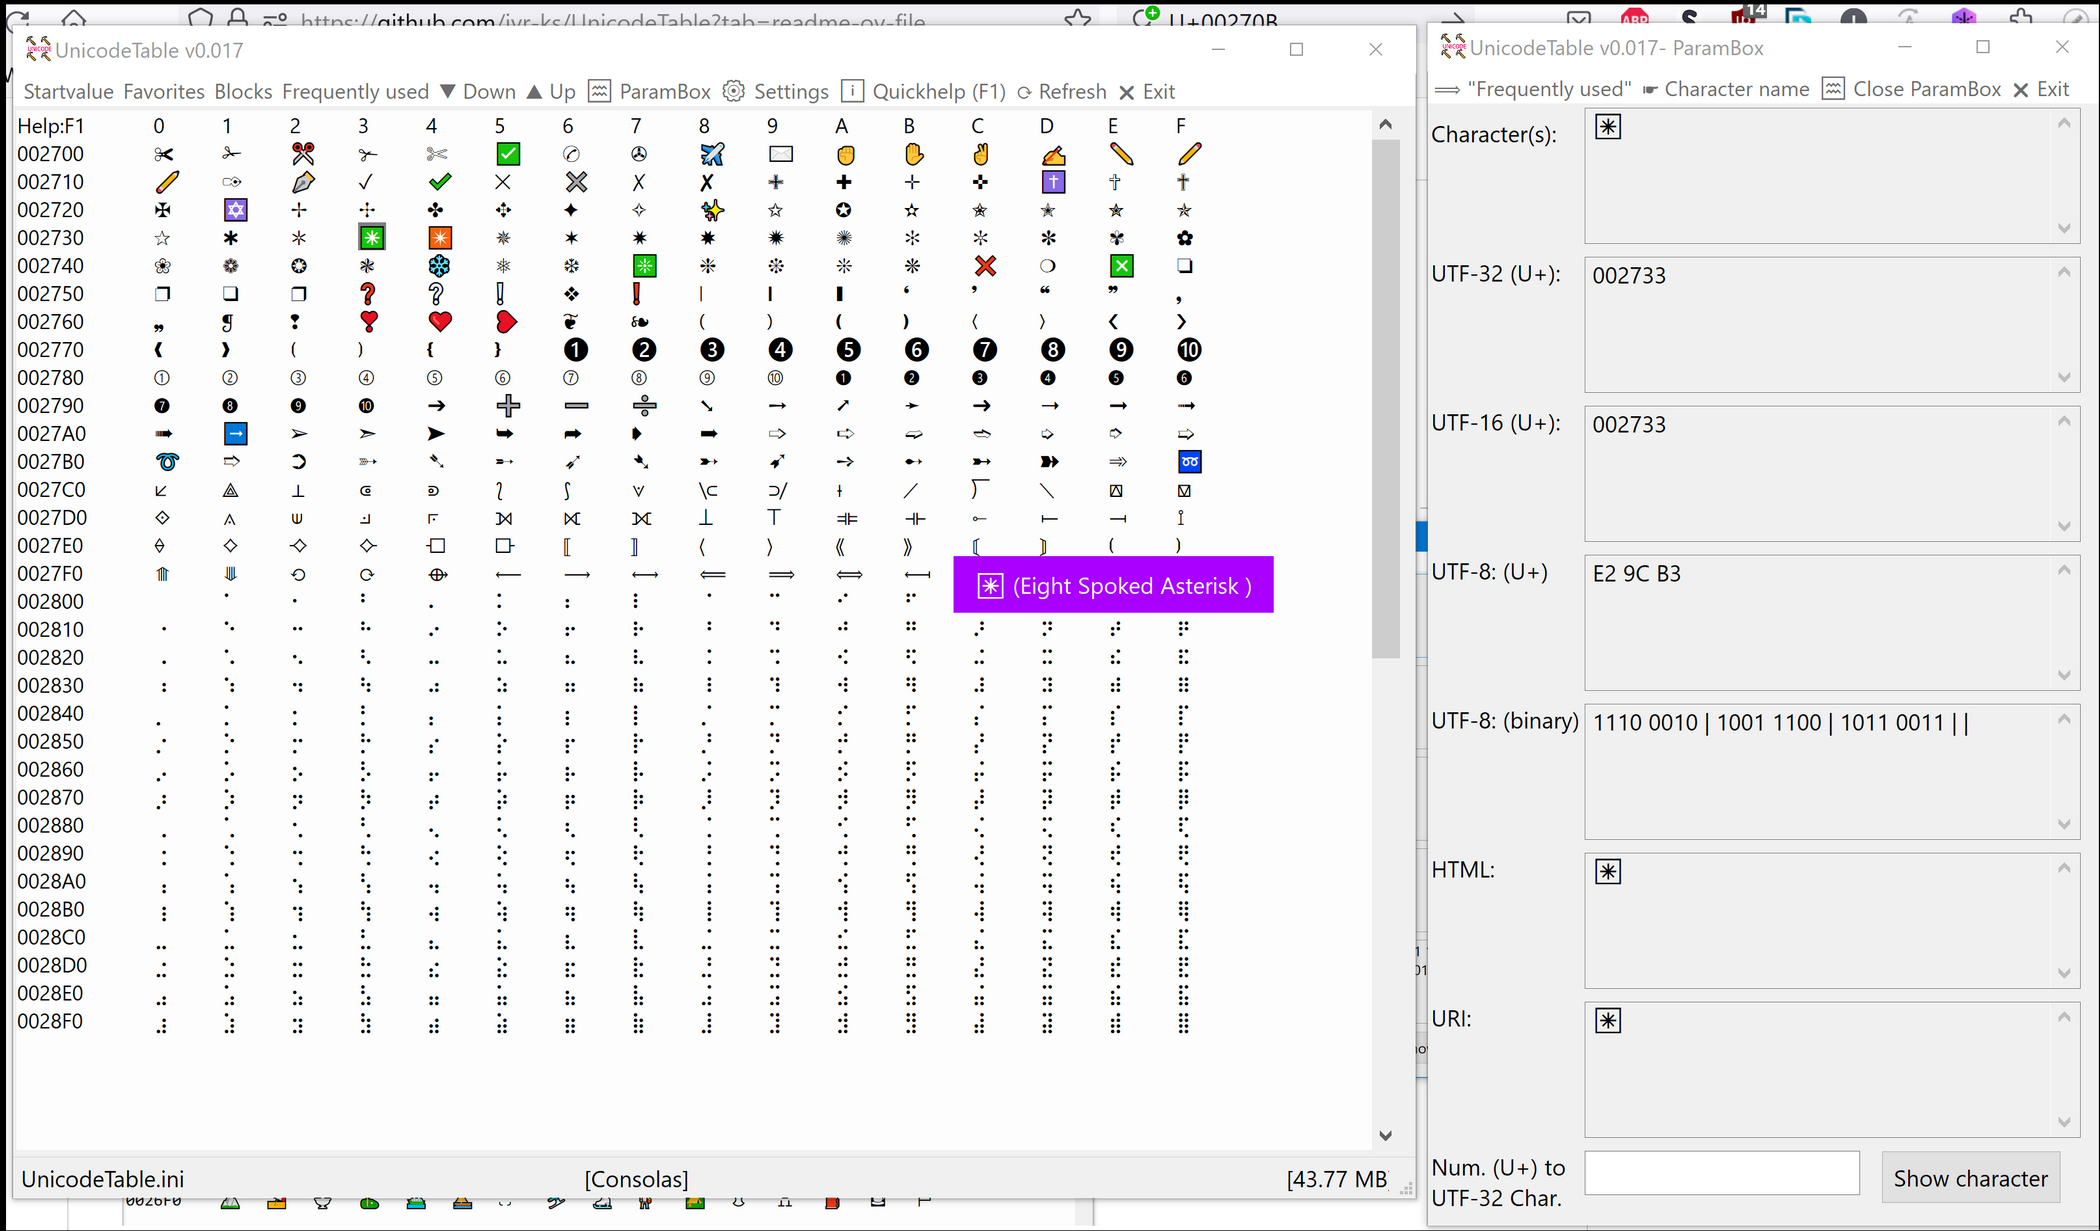 https://github.com/jvr-ks/UnicodeTable?tab=readme-ov-file
U+00270B
14
UnicodeTable v0.017
Startvalue Favorites Blocks Frequently used ▼ Down ▲ Up ParamBox Settings Quickhelp (F1) ⟳ Refresh ✕ Exit
Help:F1 0 1 2 3 4 5 6 7 8 9 A B C D E F
002700
002710
002720
002730
002740
002750
002760
002770 ❶ ❷ ❸ ❹ ❺ ❻ ❼ ❽ ❾ ❿
002780 ➀ ➁ ➂ ➃ ➄ ➅ ➆ ➇ ➈ ➉ ➊ ➋ ➌ ➍ ➎ ➏
002790 ➐ ➑ ➒ ➓
0027A0
0027B0
0027C0
0027D0
0027E0
0027F0
✳ (Eight Spoked Asterisk )
002800
002810
002820
002830
002840
002850
002860
002870
002880
002890
0028A0
0028B0
0028C0
0028D0
0028E0
0028F0
UnicodeTable.ini [Consolas] [43.77 MB
0026F0
UnicodeTable v0.017- ParamBox
⟹ "Frequently used" ☛ Character name Close ParamBox ✕ Exit
Character(s): ✳
UTF-32 (U+): 002733
UTF-16 (U+): 002733
UTF-8: (U+) E2 9C B3
UTF-8: (binary) 1110 0010 | 1001 1100 | 1011 0011 | |
HTML: ✳
URI: ✳
Num. (U+) to
UTF-32 Char.
Show character